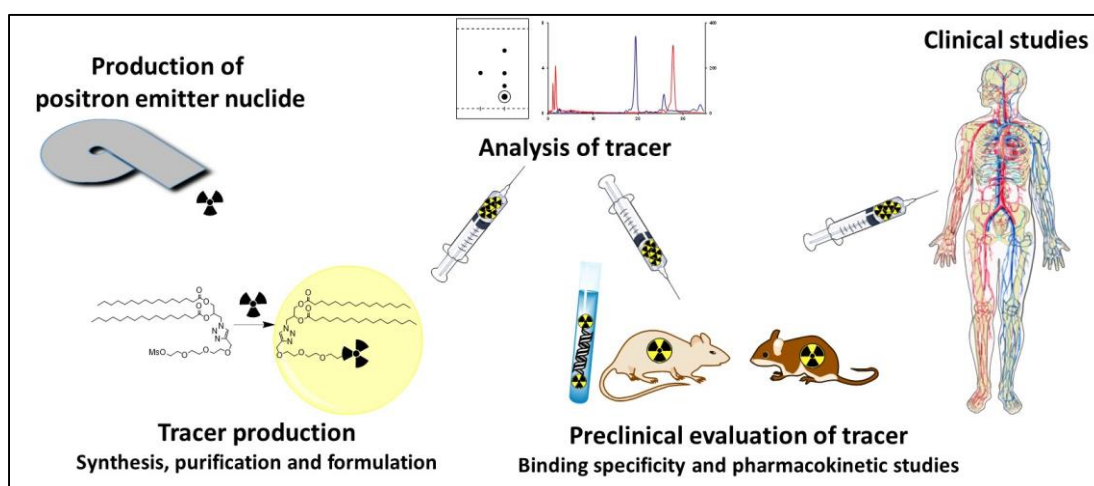 Production of
positron emitter nuclide
Analysis of tracer
Clinical studies
MsO
O
O
O
O
O
O
O
O
N
N
N
O
O
O
O
N
N
N
O
O
O
O
Tracer production
Synthesis, purification and formulation
Preclinical evaluation of tracer
Binding specificity and pharmacokinetic studies